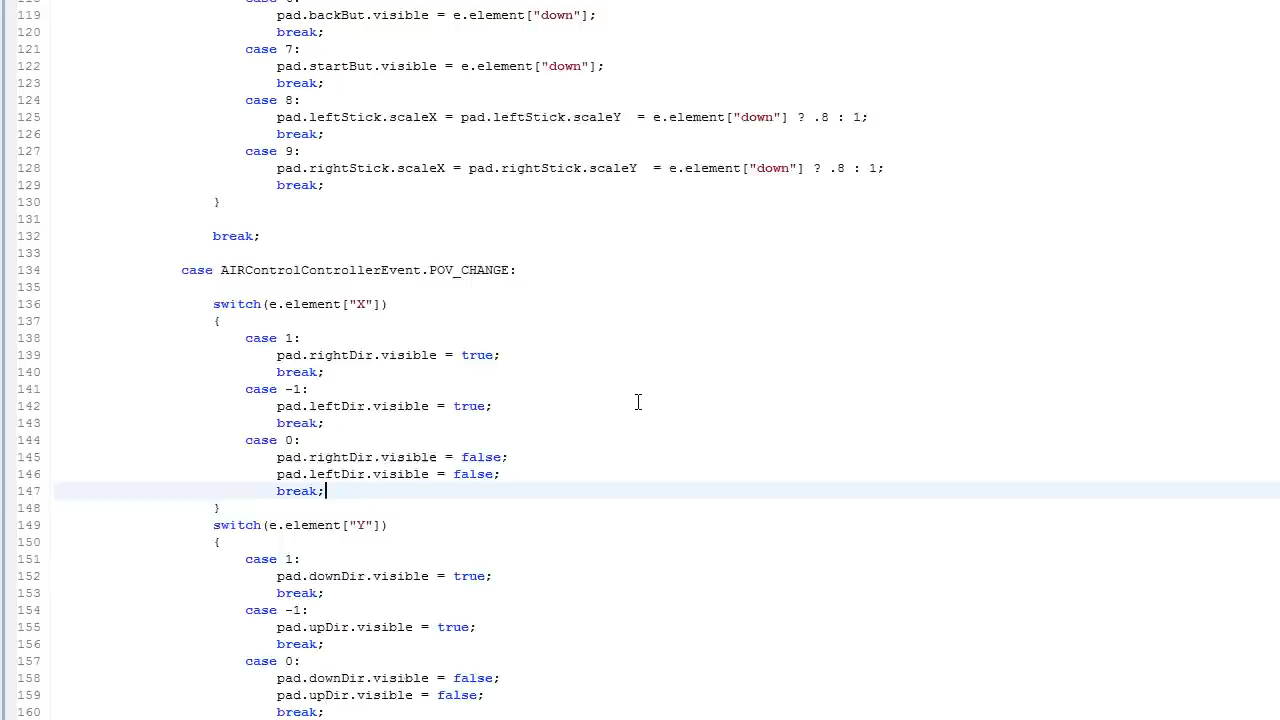 119 pad.backBut.visible = e.element["down"];
120 break;
121 case 7:
122 pad.startBut.visible = e.element["down"];
123 break;
124 case 8:
125 pad.leftStick.scaleX = pad.leftStick.scaleY  = e.element["down"] ? .8 : 1;
126 break;
127 case 9:
128 pad.rightStick.scaleX = pad.rightStick.scaleY  = e.element["down"] ? .8 : 1;
129 break;
130 }
131
132 break;
133
134 case AIRControlControllerEvent.POV_CHANGE:
135
136 switch(e.element["X"])
137 {
138 case 1:
139 pad.rightDir.visible = true;
140 break;
141 case -1:
142 pad.leftDir.visible = true;
143 break;
144 case 0:
145 pad.rightDir.visible = false;
146 pad.leftDir.visible = false;
147 break;
148 }
149 switch(e.element["Y"])
150 {
151 case 1:
152 pad.downDir.visible = true;
153 break;
154 case -1:
155 pad.upDir.visible = true;
156 break;
157 case 0:
158 pad.downDir.visible = false;
159 pad.upDir.visible = false;
160 break;